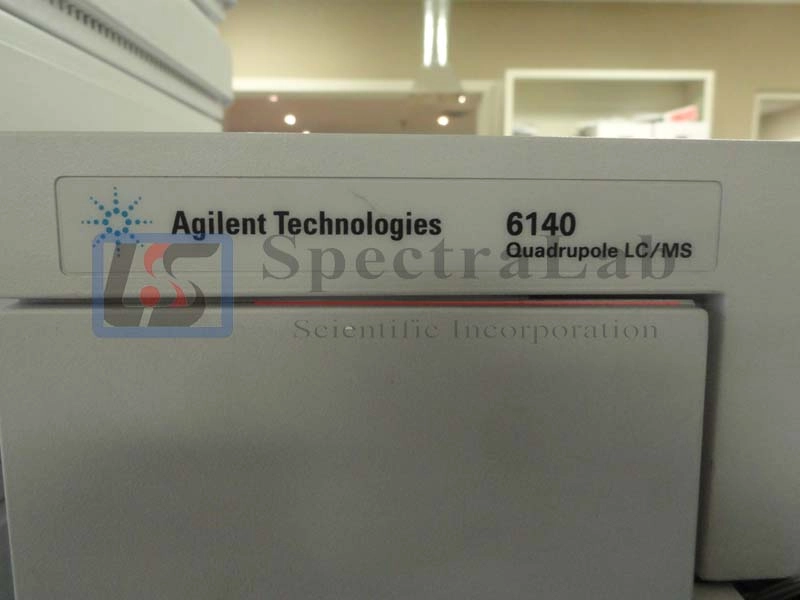 Agilent Technologies 6140
Quadrupole LC/MS
SpectraLab
Scientific Incorporation